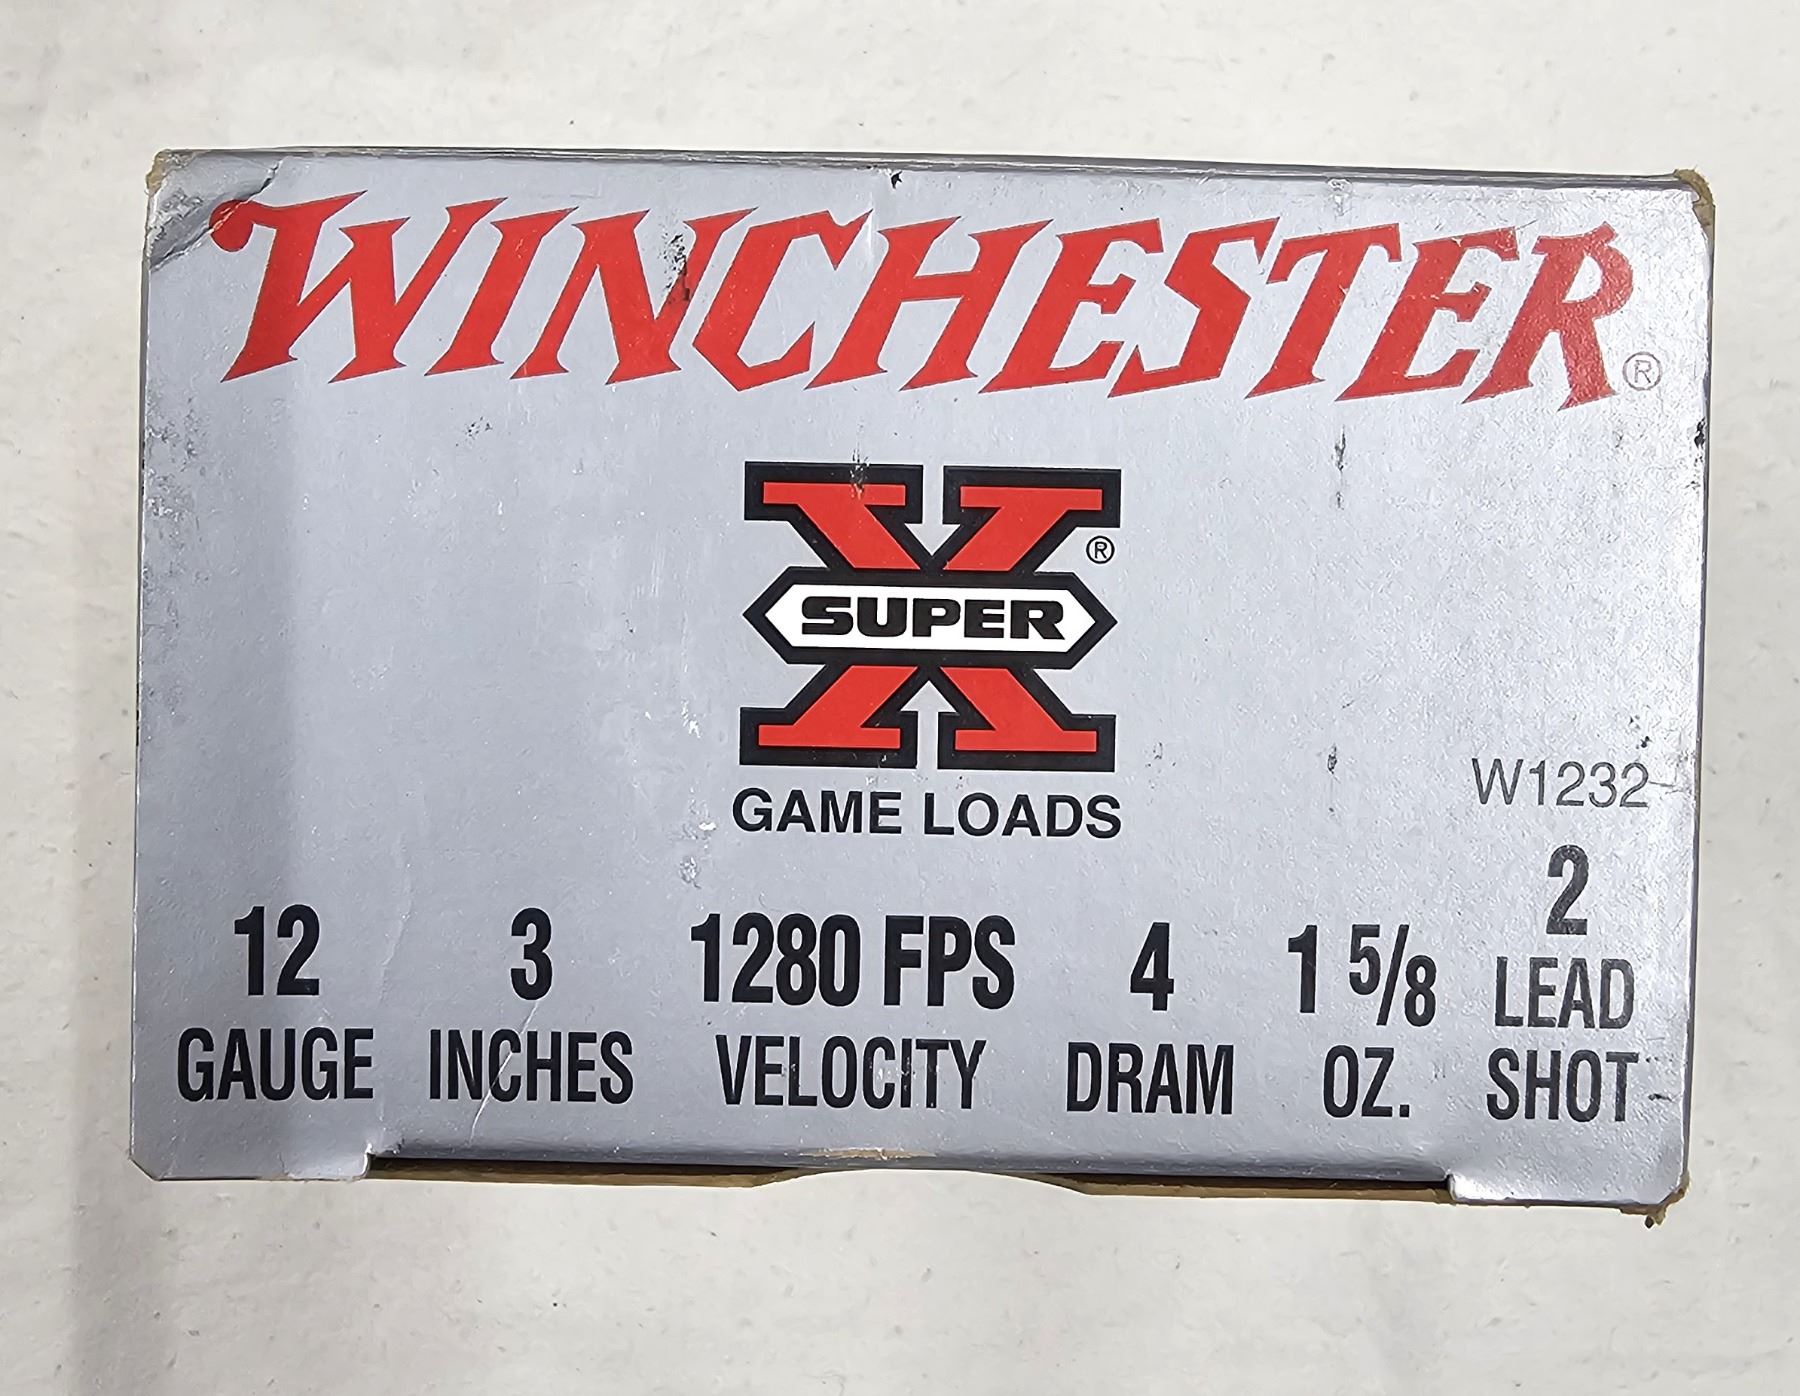 WINCHESTER®
X®
SUPER
GAME LOADS
W1232
12 3 1280 FPS 4 1 5/8 2 LEAD
GAUGE INCHES VELOCITY DRAM OZ. SHOT